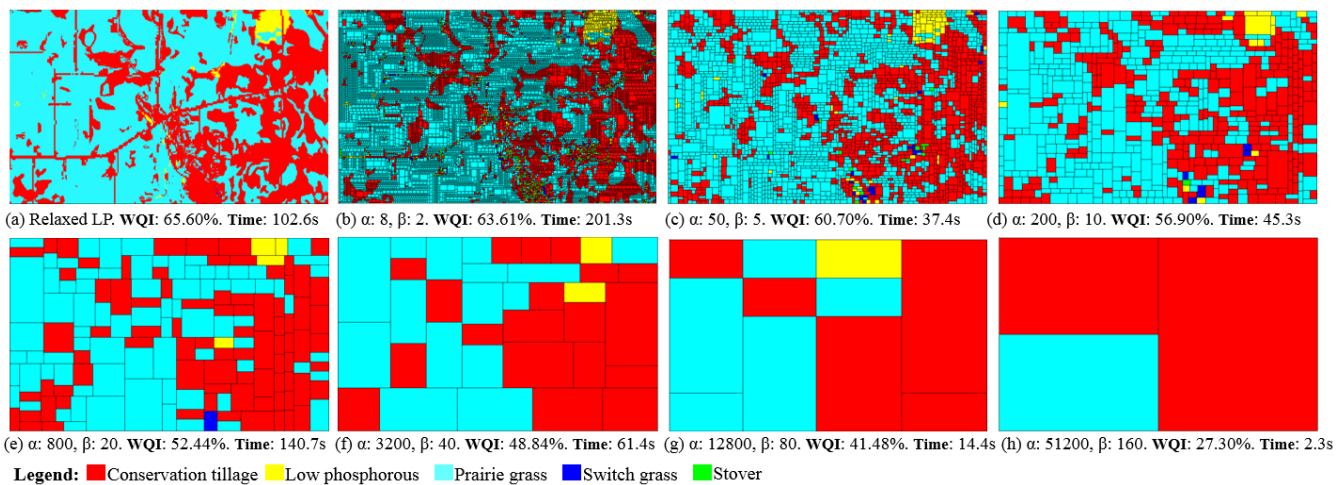 (a) Relaxed LP. WQI: 65.60%. Time: 102.6s
(b) α: 8, β: 2. WQI: 63.61%. Time: 201.3s
(c) α: 50, β: 5. WQI: 60.70%. Time: 37.4s
(d) α: 200, β: 10. WQI: 56.90%. Time: 45.3s
(e) α: 800, β: 20. WQI: 52.44%. Time: 140.7s
(f) α: 3200, β: 40. WQI: 48.84%. Time: 61.4s
(g) α: 12800, β: 80. WQI: 41.48%. Time: 14.4s
(h) α: 51200, β: 160. WQI: 27.30%. Time: 2.3s
Legend: Conservation tillage Low phosphorous Prairie grass Switch grass Stover